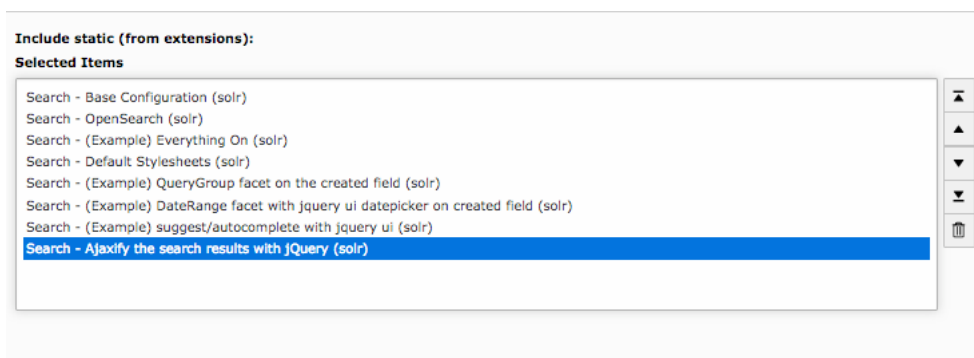 Include static (from extensions):
Selected Items
Search - Base Configuration (solr)
Search - OpenSearch (solr)
Search - (Example) Everything On (solr)
Search - Default Stylesheets (solr)
Search - (Example) QueryGroup facet on the created field (solr)
Search - (Example) DateRange facet with jquery ui datepicker on created field (solr)
Search - (Example) suggest/autocomplete with jquery ui (solr)
Search - Ajaxify the search results with jQuery (solr)